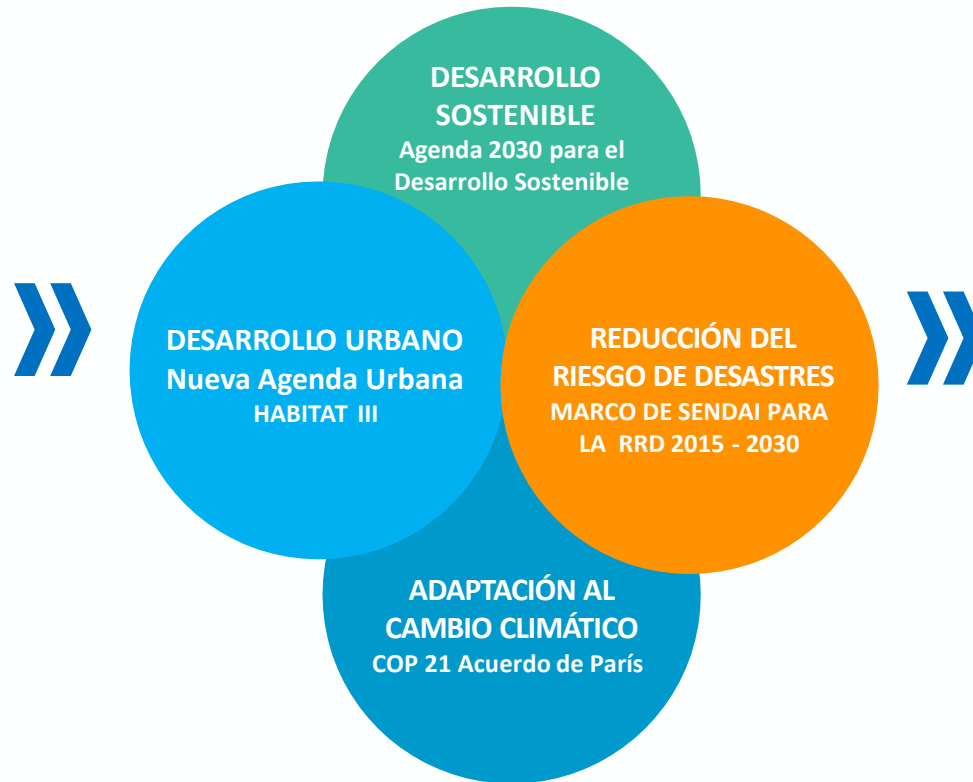 DESARROLLO
SOSTENIBLE
Agenda 2030 para el
Desarrollo Sostenible
DESARROLLO URBANO
Nueva Agenda Urbana
HABITAT III
REDUCCIÓN DEL
RIESGO DE DESASTRES
MARCO DE SENDAI PARA
LA RRD 2015 - 2030
ADAPTACIÓN AL
CAMBIO CLIMÁTICO
COP 21 Acuerdo de París